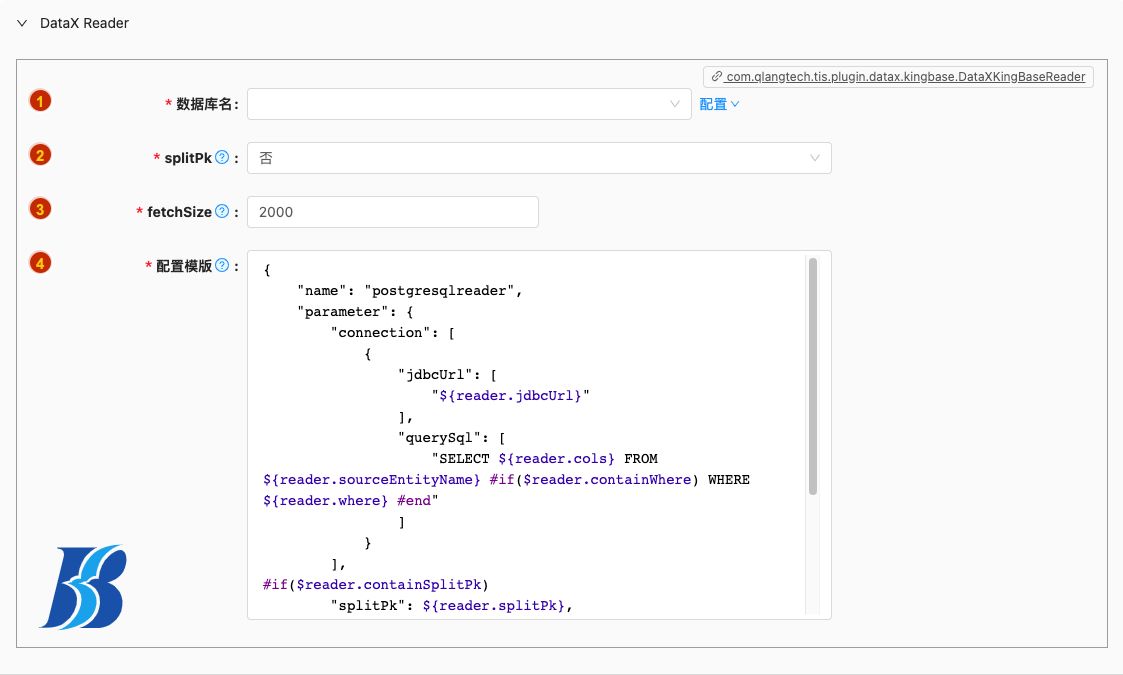 DataX Reader
com.qlangtech.tis.plugin.datax.kingbase.DataXKingBaseReader
1
* 数据库名:
配置
2
* splitPk ? :
否
3
* fetchSize ? :
2000
4
* 配置模版 ? :
{
    "name": "postgresqlreader",
    "parameter": {
        "connection": [
            {
                "jdbcUrl": [
                    "${reader.jdbcUrl}"
                ],
                "querySql": [
                    "SELECT ${reader.cols} FROM
${reader.sourceEntityName} #if($reader.containWhere) WHERE
${reader.where} #end"
                ]
            }
        ],
#if($reader.containSplitPk)
        "splitPk": ${reader.splitPk},